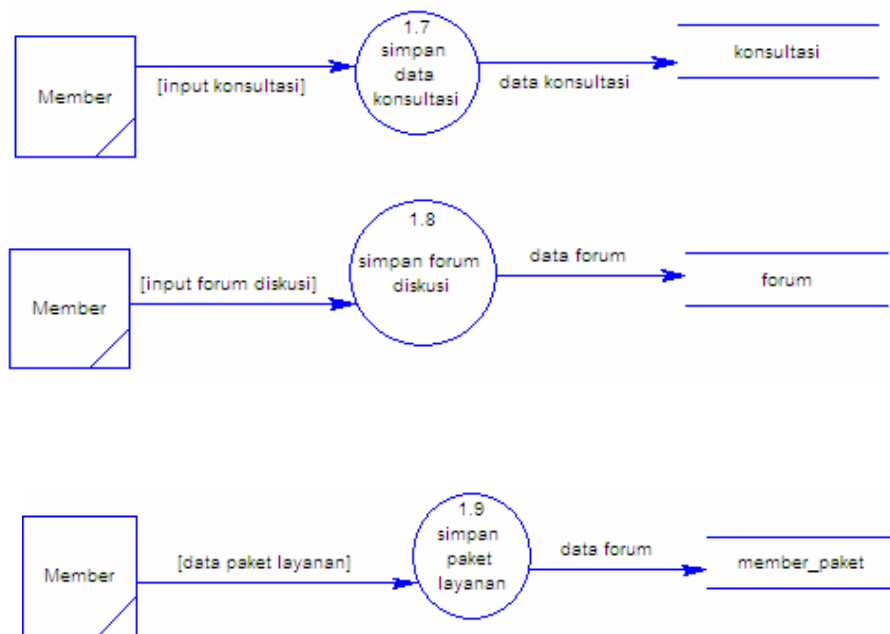 Member
[input konsultasi]
1.7
simpan
data
konsultasi
data konsultasi
konsultasi
Member
[input forum diskusi]
1.8
simpan forum
diskusi
data forum
forum
Member
[data paket layanan]
1.9
simpan
paket
layanan
data forum
member_paket